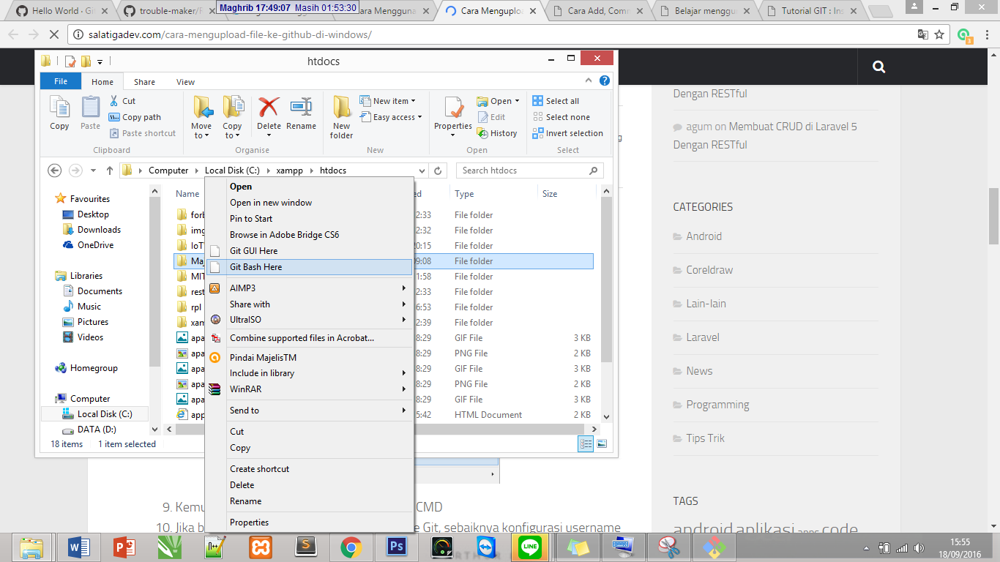 Hello World · Gi
trouble-maker/R
Maghrib 17:49:07 Masih 01:53:30
ara Mengguna
Cara Mengupload
Cara Add, Comm
Belajar menggu
Tutorial GIT : Ins
salatigadev.com/cara-mengupload-file-ke-github-di-windows/
3
htdocs
File
Home
Share
View
Copy
Paste
Cut
Copy path
Paste shortcut
Clipboard
Move to
Copy to
Delete
Rename
Organise
New folder
New item
Easy access
New
Properties
Open
Edit
History
Open
Select all
Select none
Invert selection
Select
Computer
Local Disk (C:)
xampp
htdocs
Search htdocs
Favourites
Desktop
Downloads
OneDrive
Libraries
Documents
Music
Pictures
Videos
Homegroup
Computer
Local Disk (C:)
DATA (D:)
Name
ed
Type
Size
forb
2:33
File folder
img
2:32
File folder
IoT
20:15
File folder
Maj
09:08
File folder
MIT
1:58
File folder
rest
2:33
File folder
rpl
6:53
File folder
xam
2:39
File folder
apa
8:29
GIF File
3 KB
apa
8:29
PNG File
2 KB
apa
8:29
GIF File
3 KB
apa
8:29
PNG File
2 KB
apa
8:29
GIF File
3 KB
app
5:42
HTML Document
2 KB
18 items
1 item selected
Open
Open in new window
Pin to Start
Browse in Adobe Bridge CS6
Git GUI Here
Git Bash Here
AIMP3
Share with
UltraISO
Combine supported files in Acrobat...
Pindai MajelisTM
Include in library
WinRAR
Send to
Cut
Copy
Create shortcut
Delete
Rename
Properties
g
9. Kemu
CMD
10. Jika b
e Git, sebaiknya konfigurasi username
Dengan RESTful
agum on Membuat CRUD di Laravel 5
Dengan RESTful
CATEGORIES
Android
Coreldraw
Lain-lain
Laravel
News
Programming
Tips Trik
TAGS
android aplikasi apps code
LINE
15:55
18/09/2016